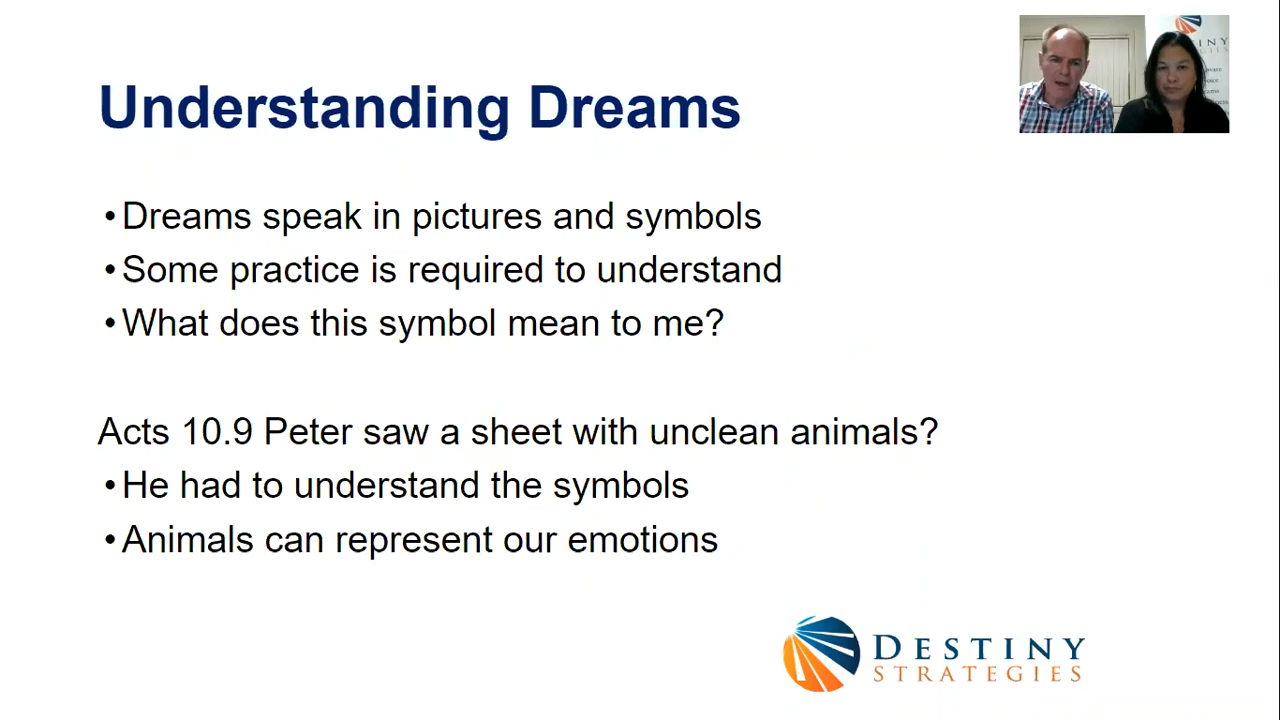 Understanding Dreams
•Dreams speak in pictures and symbols
•Some practice is required to understand
•What does this symbol mean to me?
Acts 10.9 Peter saw a sheet with unclean animals?
•He had to understand the symbols
•Animals can represent our emotions
DESTINY
STRATEGIES